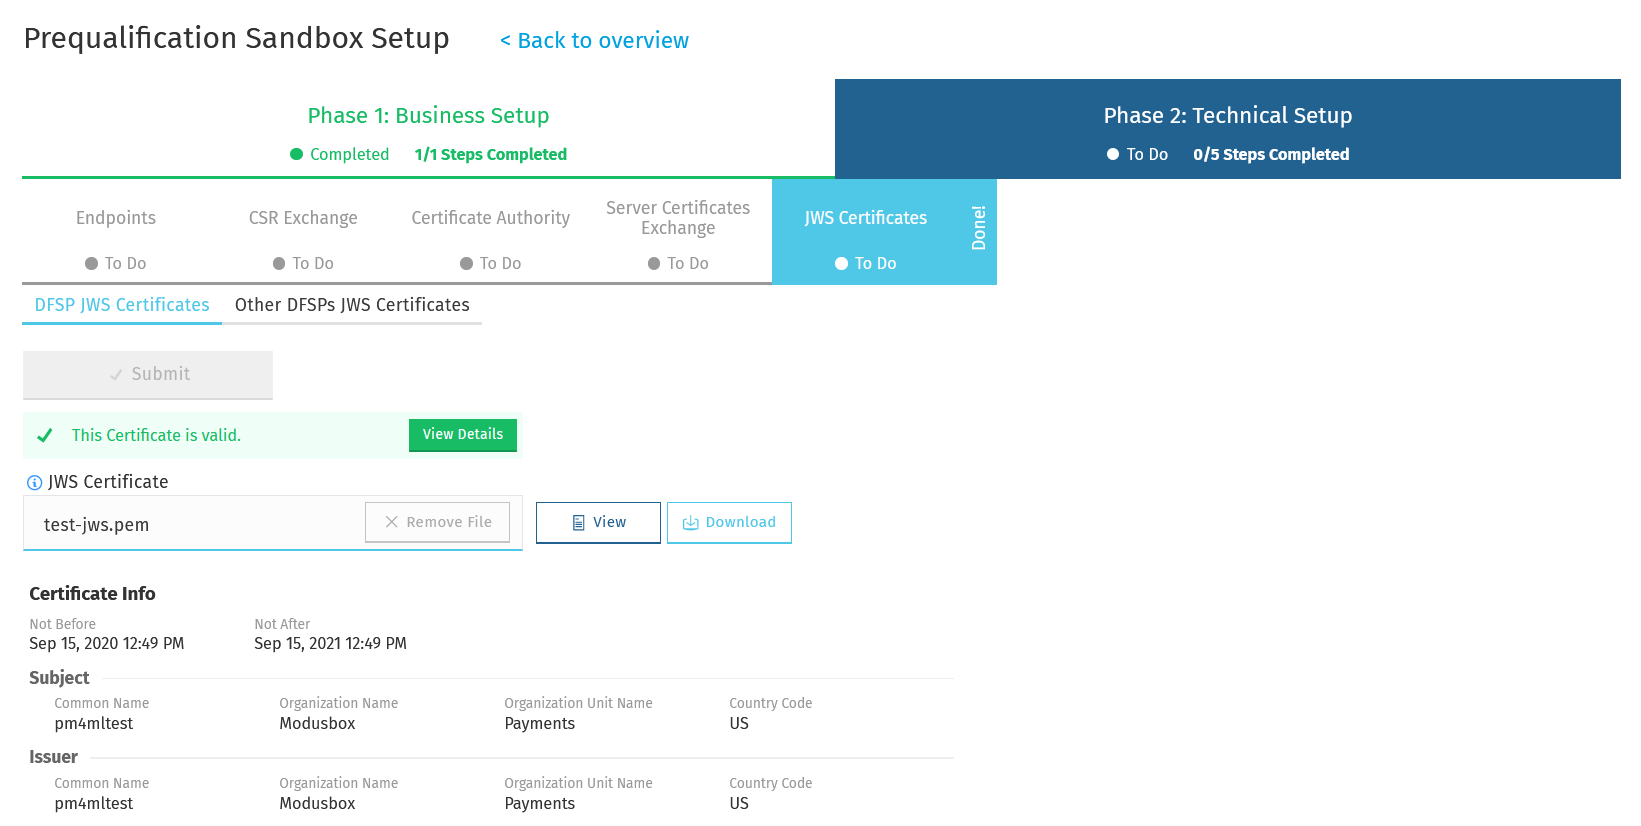 Prequalification Sandbox Setup
< Back to overview
Phase 1: Business Setup
Completed 1/1 Steps Completed
Phase 2: Technical Setup
To Do 0/5 Steps Completed
Endpoints
To Do
CSR Exchange
To Do
Certificate Authority
To Do
Server Certificates
Exchange
To Do
JWS Certificates
To Do
Done!
DFSP JWS Certificates
Other DFSPs JWS Certificates
Submit
This Certificate is valid.
View Details
JWS Certificate
test-jws.pem
Remove File
View
Download
Certificate Info
Not Before
Sep 15, 2020 12:49 PM
Not After
Sep 15, 2021 12:49 PM
Subject
Common Name
pm4mltest
Organization Name
Modusbox
Organization Unit Name
Payments
Country Code
US
Issuer
Common Name
pm4mltest
Organization Name
Modusbox
Organization Unit Name
Payments
Country Code
US